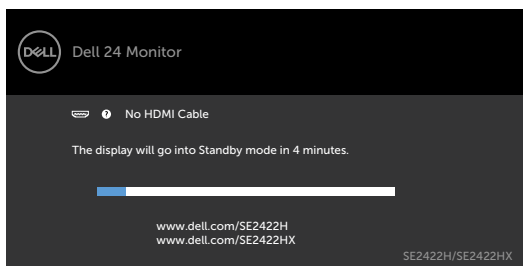 DELL
Dell 24 Monitor
? No HDMI Cable
The display will go into Standby mode in 4 minutes.
www.dell.com/SE2422H
www.dell.com/SE2422HX
SE2422H/SE2422HX